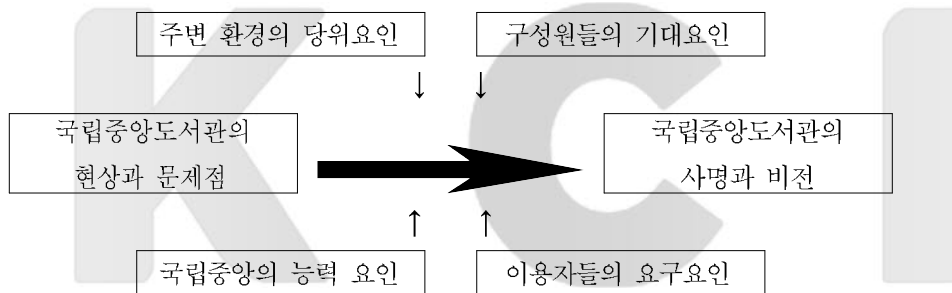 주변 환경의 당위요인
구성원들의 기대요인
↓ ↓
국립중앙도서관의
현상과 문제점
국립중앙도서관의
사명과 비전
↑ ↑
국립중앙의 능력 요인
이용자들의 요구요인
KCI